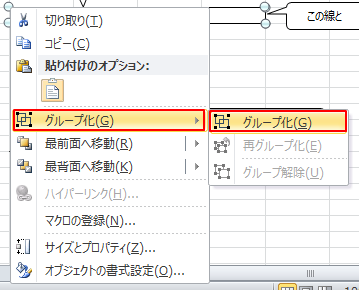 この線と
切り取り(T)
コピー(C)
貼り付けのオプション:
グループ化(G)
グループ化(G)
最前面へ移動(R)
再グループ化(E)
最背面へ移動(K)
グループ解除(U)
ハイパーリンク(H)...
マクロの登録(N)...
サイズとプロパティ(Z)...
オブジェクトの書式設定(O)...